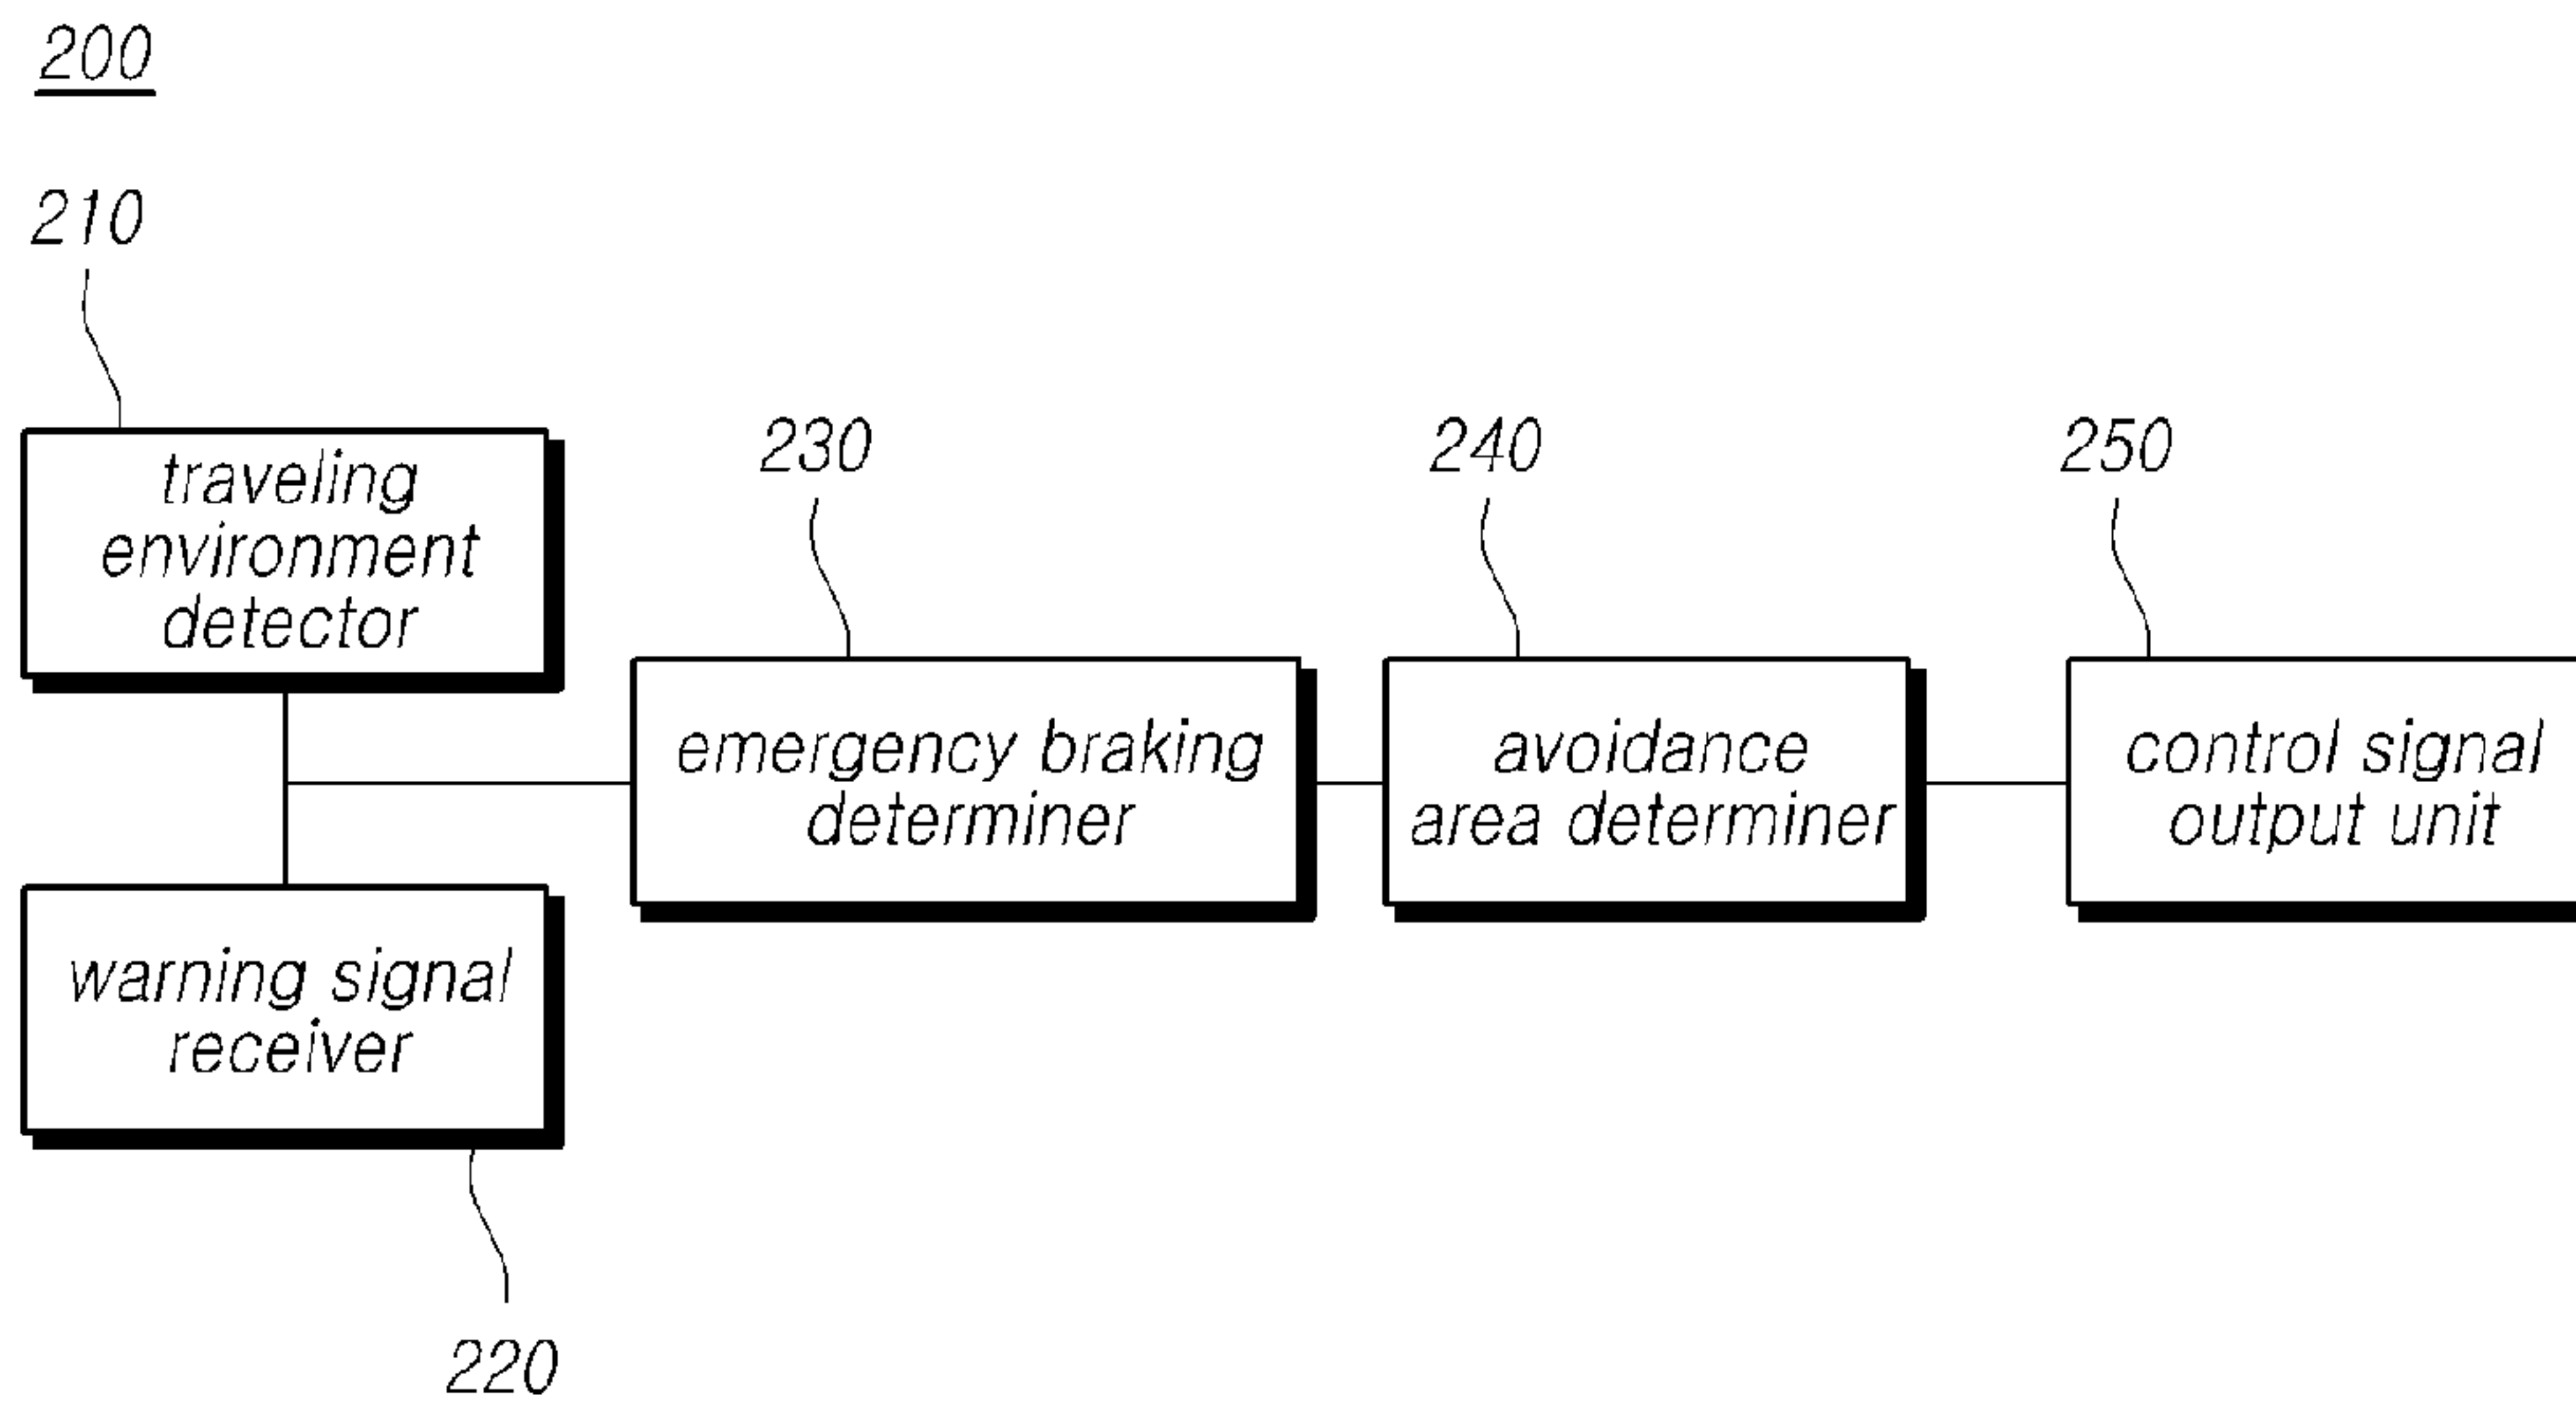 200
210
traveling
environment
detector
230
emergency braking
determiner
240
avoidance
area determiner
250
control signal
output unit
warning signal
receiver
220